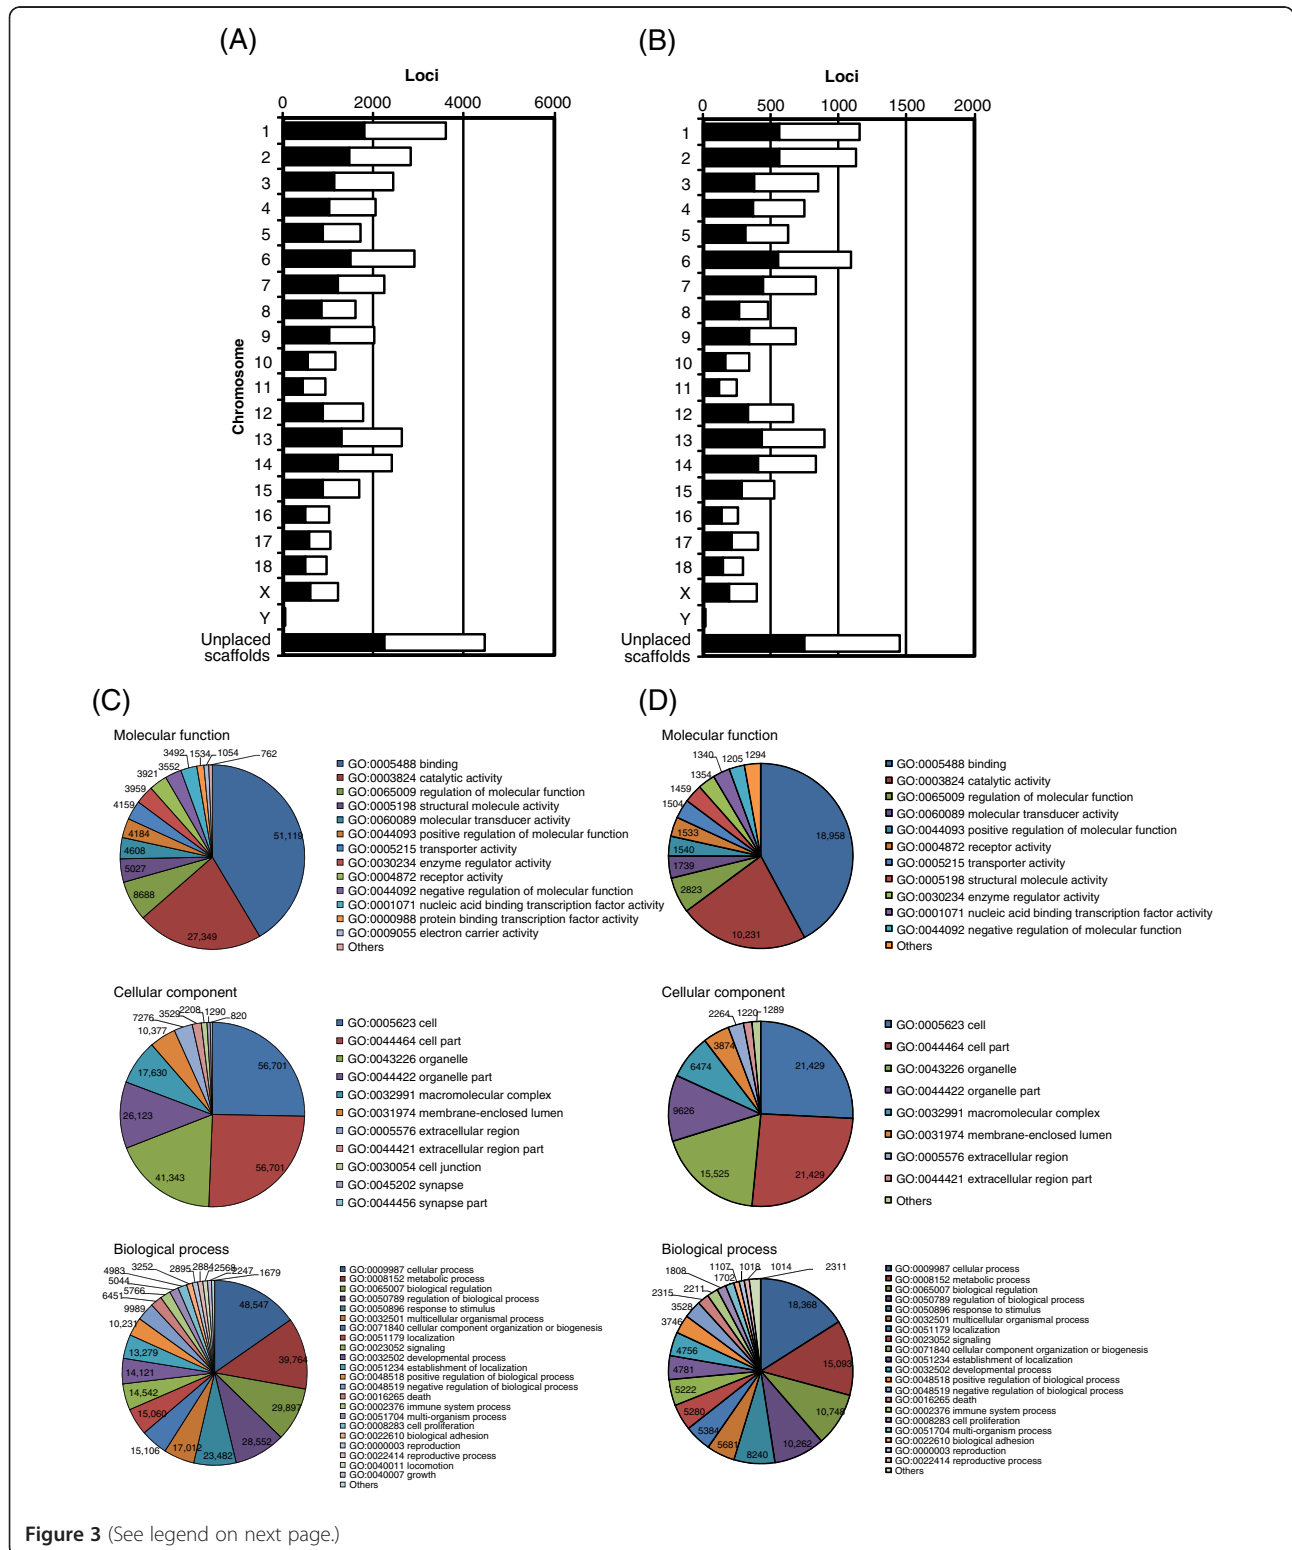 (A)
Loci
0 2000 4000 6000
Chromosome
1
2
3
4
5
6
7
8
9
10
11
12
13
14
15
16
17
18
X
Y
Unplaced
scaffolds
(B)
Loci
0 500 1000 1500 2000
1
2
3
4
5
6
7
8
9
10
11
12
13
14
15
16
17
18
X
Y
Unplaced
scaffolds
(C)
Molecular function
51,119
27,349
8688
5027
4608
4184
4159
3959
3921
3552
3492
1534
1054
762
GO:0005488 binding
GO:0003824 catalytic activity
GO:0065009 regulation of molecular function
GO:0005198 structural molecule activity
GO:0060089 molecular transducer activity
GO:0044093 positive regulation of molecular function
GO:0005215 transporter activity
GO:0030234 enzyme regulator activity
GO:0004872 receptor activity
GO:0044092 negative regulation of molecular function
GO:0001071 nucleic acid binding transcription factor activity
GO:0000988 protein binding transcription factor activity
GO:0009055 electron carrier activity
Others
Cellular component
56,701
56,701
41,343
26,123
17,630
10,377
7276
3529
2208
1290
820
GO:0005623 cell
GO:0044464 cell part
GO:0043226 organelle
GO:0044422 organelle part
GO:0032991 macromolecular complex
GO:0031974 membrane-enclosed lumen
GO:0005576 extracellular region
GO:0044421 extracellular region part
GO:0030054 cell junction
GO:0045202 synapse
GO:0044456 synapse part
Biological process
48,547
39,764
29,897
28,552
23,482
17,012
15,106
15,060
14,542
14,121
13,279
10,231
9989
6451
5766
5044
4983
3252
2895
2884
2568
2247
1679
GO:0009987 cellular process
GO:0008152 metabolic process
GO:0065007 biological regulation
GO:0050789 regulation of biological process
GO:0050896 response to stimulus
GO:0032501 multicellular organismal process
GO:0071840 cellular component organization or biogenesis
GO:0051179 localization
GO:0023052 signaling
GO:0032502 developmental process
GO:0051234 establishment of localization
GO:0048518 positive regulation of biological process
GO:0048519 negative regulation of biological process
GO:0016265 death
GO:0002376 immune system process
GO:0051704 multi-organism process
GO:0008283 cell proliferation
GO:0022610 biological adhesion
GO:0000003 reproduction
GO:0022414 reproductive process
GO:0040011 locomotion
GO:0040007 growth
Others
(D)
Molecular function
18,958
10,231
2823
1739
1540
1533
1504
1459
1354
1340
1205
1294
GO:0005488 binding
GO:0003824 catalytic activity
GO:0065009 regulation of molecular function
GO:0060089 molecular transducer activity
GO:0044093 positive regulation of molecular function
GO:0004872 receptor activity
GO:0005215 transporter activity
GO:0005198 structural molecule activity
GO:0030234 enzyme regulator activity
GO:0001071 nucleic acid binding transcription factor activity
GO:0044092 negative regulation of molecular function
Others
Cellular component
21,429
21,429
15,525
9626
6474
3874
2264
1220
1289
GO:0005623 cell
GO:0044464 cell part
GO:0043226 organelle
GO:0044422 organelle part
GO:0032991 macromolecular complex
GO:0031974 membrane-enclosed lumen
GO:0005576 extracellular region
GO:0044421 extracellular region part
Others
Biological process
18,368
15,093
10,748
10,262
8240
5681
5384
5280
5222
4781
4756
3746
3528
2315
2211
1808
1702
1107
1018
1014
2311
GO:0009987 cellular process
GO:0008152 metabolic process
GO:0065007 biological regulation
GO:0050789 regulation of biological process
GO:0050896 response to stimulus
GO:0032501 multicellular organismal process
GO:0051179 localization
GO:0023052 signaling
GO:0071840 cellular component organization or biogenesis
GO:0051234 establishment of localization
GO:0032502 developmental process
GO:0048518 positive regulation of biological process
GO:0048519 negative regulation of biological process
GO:0016265 death
GO:0002376 immune system process
GO:0008283 cell proliferation
GO:0051704 multi-organism process
GO:0022610 biological adhesion
GO:0000003 reproduction
GO:0022414 reproductive process
Others
Figure 3 (See legend on next page.)